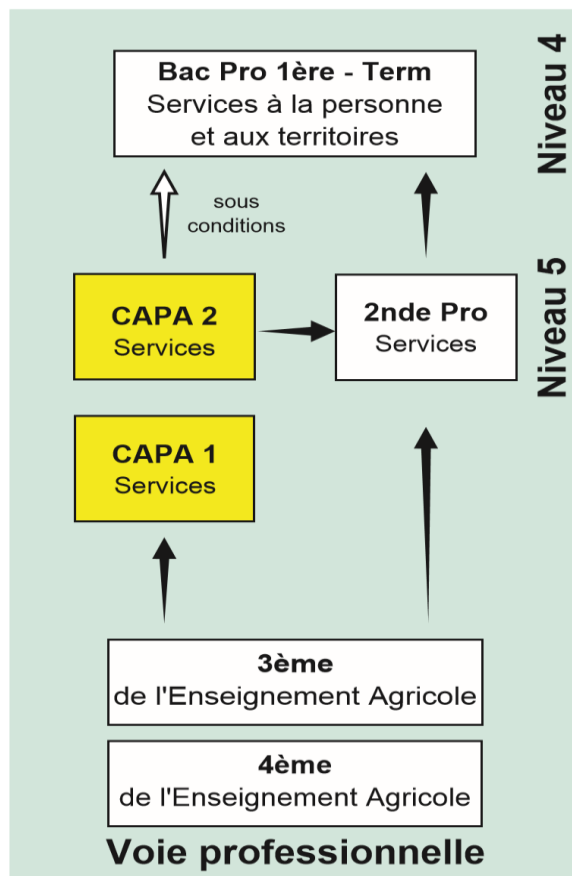 Bac Pro 1ère - Term
Services à la personne
et aux territoires
Niveau 4
sous
conditions
CAPA 2
Services
2nde Pro
Services
Niveau 5
CAPA 1
Services
3ème
de l'Enseignement Agricole
4ème
de l'Enseignement Agricole
Voie professionnelle